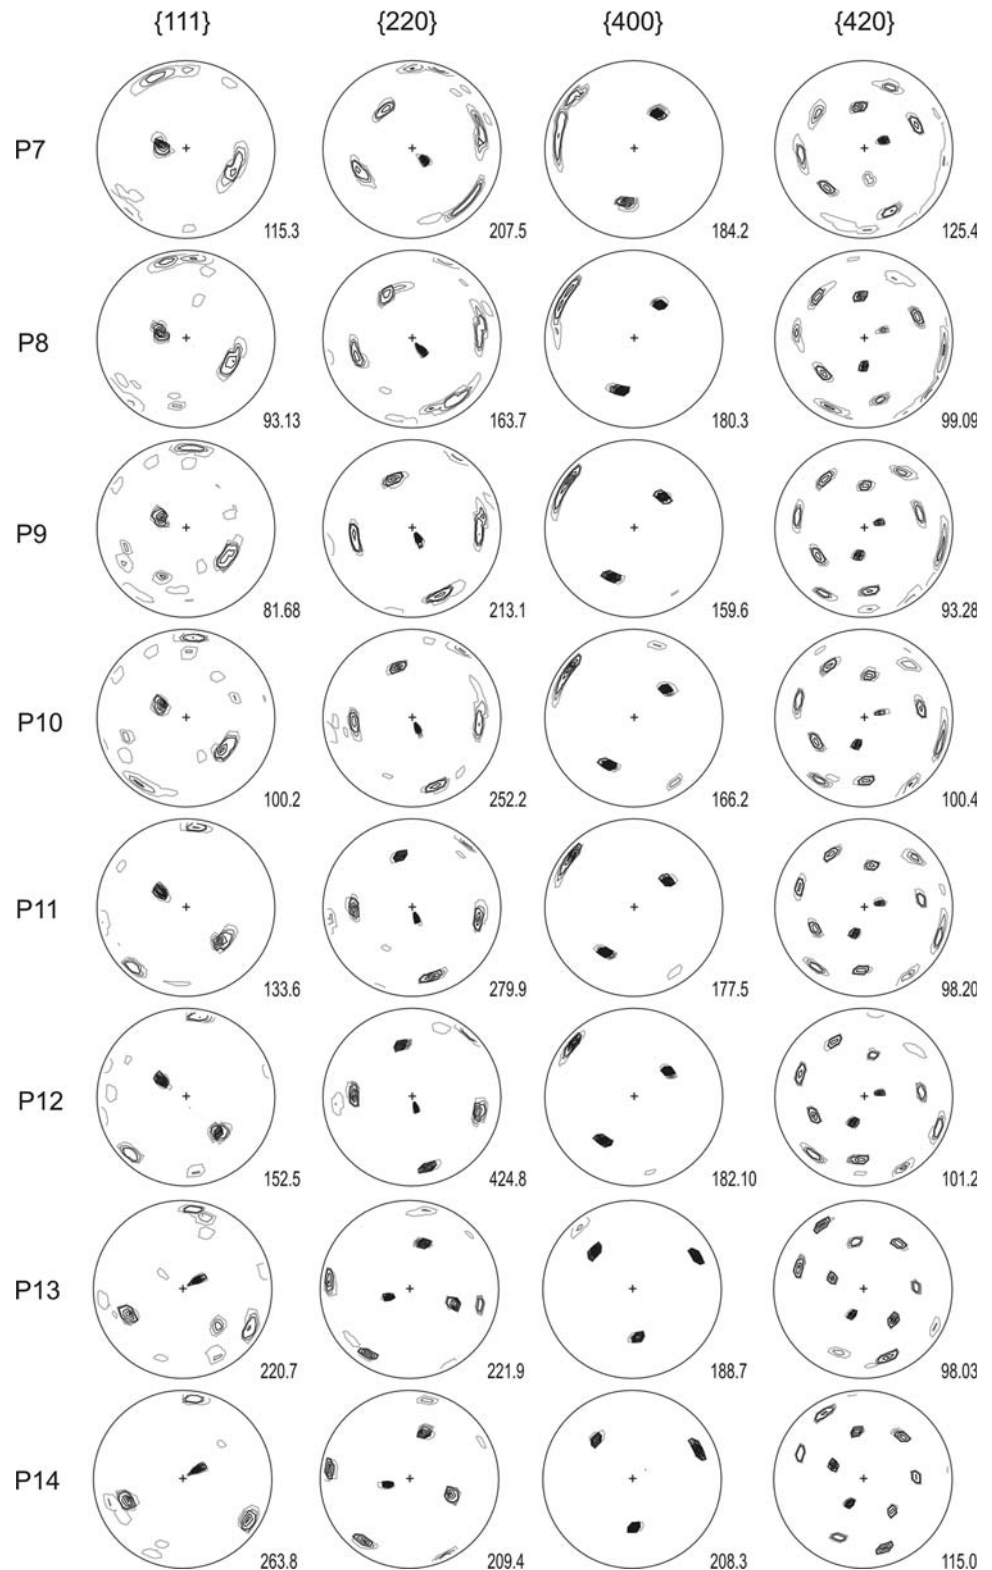 {111} {220} {400} {420}
P7 115.3 207.5 184.2 125.4
P8 93.13 163.7 180.3 99.09
P9 81.68 213.1 159.6 93.28
P10 100.2 252.2 166.2 100.4
P11 133.6 279.9 177.5 98.20
P12 152.5 424.8 182.10 101.2
P13 220.7 221.9 188.7 98.03
P14 263.8 209.4 208.3 115.0